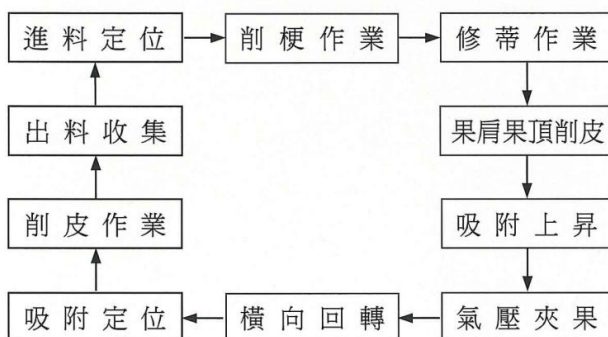 進料定位
削梗作業
修蒂作業
出料收集
果肩果頂削皮
削皮作業
吸附上昇
吸附定位
橫向回轉
氣壓夾果